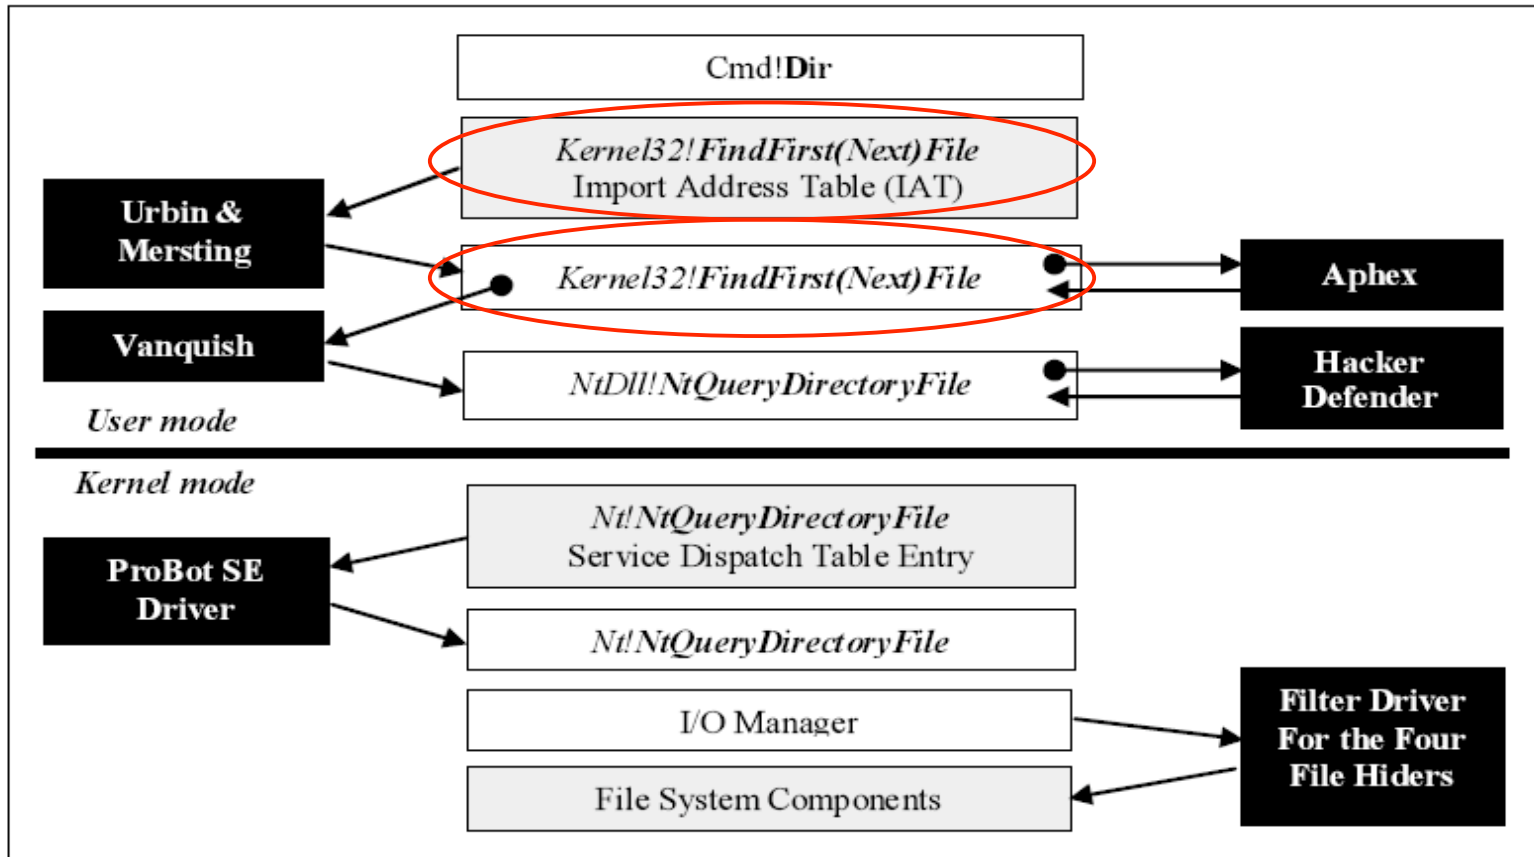 Cmd!Dir
Kernel32!FindFirst(Next)File
Import Address Table (IAT)
Urbin &
Mersting
Kernel32!FindFirst(Next)File
Aphex
Vanquish
NtDll!NtQueryDirectoryFile
Hacker
Defender
User mode
Kernel mode
Nt!NtQueryDirectoryFile
Service Dispatch Table Entry
ProBot SE
Driver
Nt!NtQueryDirectoryFile
I/O Manager
Filter Driver
For the Four
File Hiders
File System Components